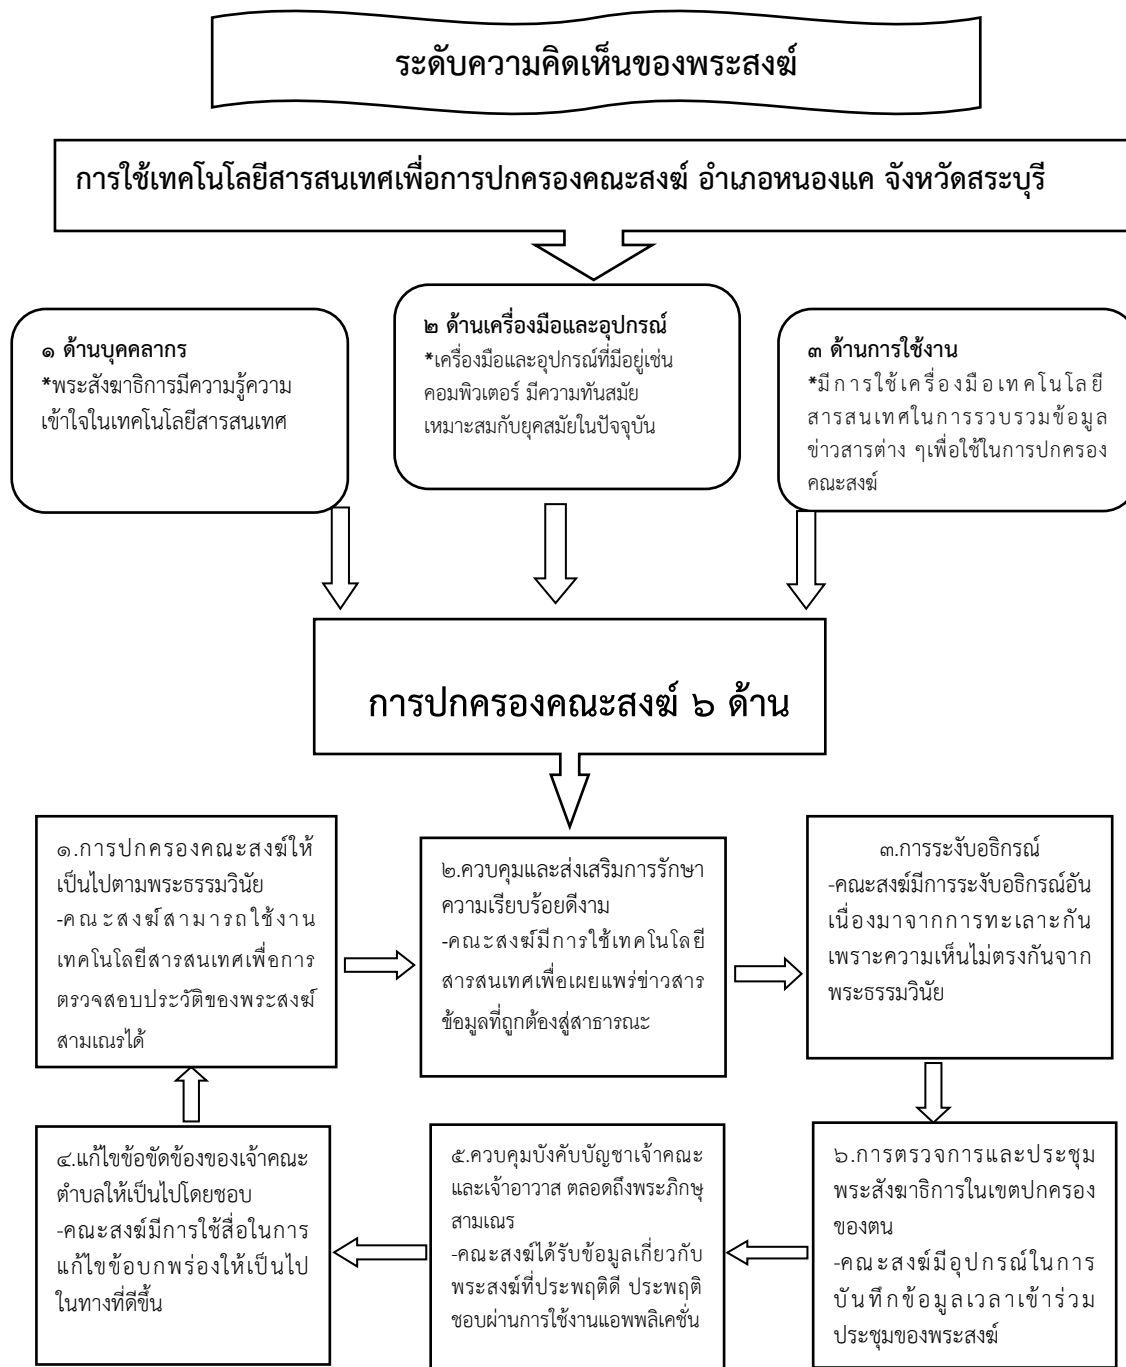 ระดับความคิดเห็นของพระสงฆ์
การใช้เทคโนโลยีสารสนเทศเพื่อการปกครองคณะสงฆ์ อำเภอหนองแค จังหวัดสระบุรี
๑ ด้านบุคคลากร
*พระสังฆาธิการมีความรู้ความ
เข้าใจในเทคโนโลยีสารสนเทศ
๒ ด้านเครื่องมือและอุปกรณ์
*เครื่องมือและอุปกรณ์ที่มีอยู่เช่น
คอมพิวเตอร์ มีความทันสมัย
เหมาะสมกับยุคสมัยในปัจจุบัน
๓ ด้านการใช้งาน
*มีการใช้เครื่องมือเทคโนโลยี
สารสนเทศในการรวบรวมข้อมูล
ข่าวสารต่าง ๆเพื่อใช้ในการปกครอง
คณะสงฆ์
การปกครองคณะสงฆ์ ๖ ด้าน
๑.การปกครองคณะสงฆ์ให้
เป็นไปตามพระธรรมวินัย
-คณะสงฆ์สามารถใช้งาน
เทคโนโลยีสารสนเทศเพื่อการ
ตรวจสอบประวัติของพระสงฆ์
สามเณรได้
๒.ควบคุมและส่งเสริมการรักษา
ความเรียบร้อยดีงาม
-คณะสงฆ์มีการใช้เทคโนโลยี
สารสนเทศเพื่อเผยแพร่ข่าวสาร
ข้อมูลที่ถูกต้องสู่สาธารณะ
๓.การระงับอธิกรณ์
-คณะสงฆ์มีการระงับอธิกรณ์อัน
เนื่องมาจากการทะเลาะกัน
เพราะความเห็นไม่ตรงกันจาก
พระธรรมวินัย
๔.แก้ไขข้อขัดข้องของเจ้าคณะ
ตำบลให้เป็นไปโดยชอบ
-คณะสงฆ์มีการใช้สื่อในการ
แก้ไขข้อบกพร่องให้เป็นไป
ในทางที่ดีขึ้น
๕.ควบคุมบังคับบัญชาเจ้าคณะ
และเจ้าอาวาส ตลอดถึงพระภิกษุ
สามเณร
-คณะสงฆ์ได้รับข้อมูลเกี่ยวกับ
พระสงฆ์ที่ประพฤติดี ประพฤติ
ชอบผ่านการใช้งานแอพพลิเคชั่น
๖.การตรวจการและประชุม
พระสังฆาธิการในเขตปกครอง
ของตน
-คณะสงฆ์มีอุปกรณ์ในการ
บันทึกข้อมูลเวลาเข้าร่วม
ประชุมของพระสงฆ์